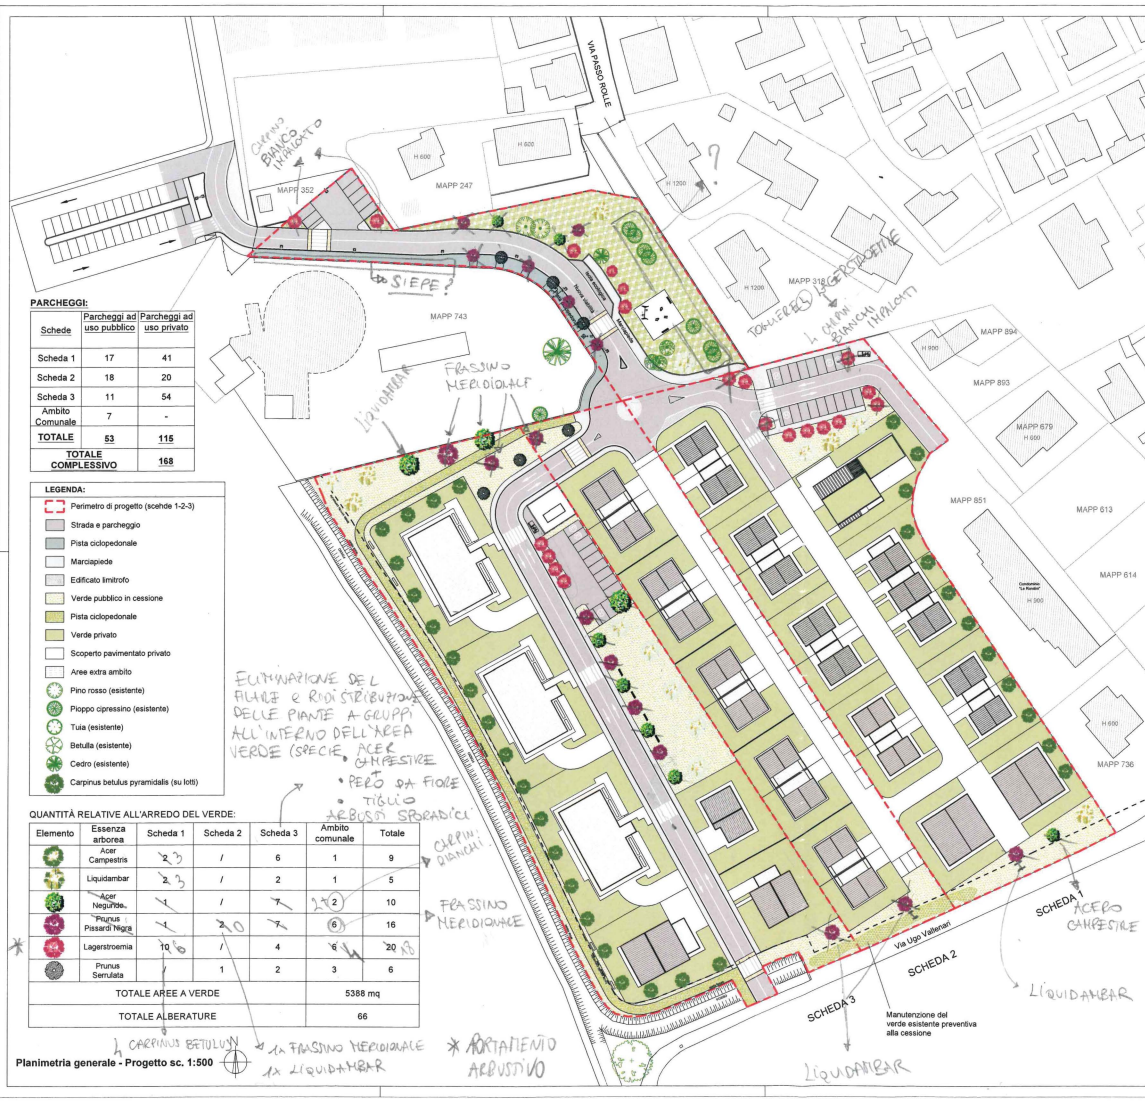 VIA PASSO ROLLE
CARPINO
BIANCO
IMPALCATO
H 600
H 600
MAPP 352
MAPP 247
H 1200
?
SIEPE?
MAPP 743
Isola ecologica
Marciapiede
H 1200
MAPP 318
TOGLIERE 5 LAGERSTROEMIE
4 CARPINI
BIANCHI
IMPALCATI
MAPP 894
H 900
MAPP 893
MAPP 679
H 600
MAPP 851
MAPP 613
MAPP 614
Condominio
H 900
H 600
MAPP 736
PARCHEGGI:
Schede Parcheggi ad uso pubblico Parcheggi ad uso privato
Scheda 1 17 41
Scheda 2 18 20
Scheda 3 11 54
Ambito Comunale 7 -
TOTALE 53 115
TOTALE COMPLESSIVO 168
LIQUIDAMBAR
FRASSINO
MERIDIONALE
LEGENDA:
Perimetro di progetto (scehde 1-2-3)
Strada e parcheggio
Pista ciclopedonale
Marciapiede
Edificato limitrofo
Verde pubblico in cessione
Pista ciclopedonale
Verde privato
Scoperto pavimentato privato
Aree extra ambito
Pino rosso (esistente)
Pioppo cipressino (esistente)
Tuia (esistente)
Betulla (esistente)
Cedro (esistente)
Carpinus betulus pyramidalis (su lotti)
ELIMINAZIONE DEL
FILARE e RIDISTRIBUZIONE
DELLE PIANTE A GRUPPI
ALL'INTERNO DELL'AREA
VERDE (SPECIE ACER
CAMPESTRE
+
• PERO DA FIORE
• TIGLIO
ARBUSTI SPORADICI
QUANTITÀ RELATIVE ALL'ARREDO DEL VERDE:
Elemento Essenza arborea Scheda 1 Scheda 2 Scheda 3 Ambito comunale Totale
Acer Campestris 2 3 / 6 1 9
Liquidambar 2 3 / 2 1 5
Acer Negundo 1 / 7 2 10
Prunus Pissardi Nigra 1 2 0 7 6 16
* Lagerstroemia 10 6 / 4 6 4 20
Prunus Serrulata / 1 2 3 6
TOTALE AREE A VERDE 5388 mq
TOTALE ALBERATURE 66
CARPINI
BIANCHI
FRASSINO
MERIDIONALE
4 CARPINUS BETULUS
1x FRASSINO MERIDIONALE
1x LIQUIDAMBAR
* PORTAMENTO
ARBUSTIVO
N
Planimetria generale - Progetto sc. 1:500
SCHEDA 1
SCHEDA 2
SCHEDA 3
Via Ugo Vallenari
Manutenzione del
verde esistente preventiva
alla cessione
ACERO
CAMPESTRE
LIQUIDAMBAR
LIQUIDAMBAR